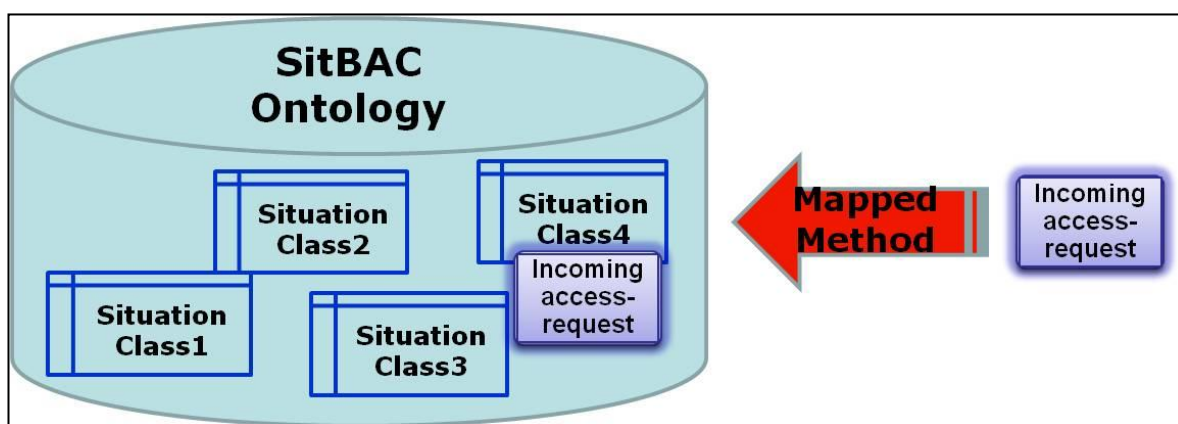 SitBAC
Ontology
Situation
Class2
Situation
Class4
Incoming
access-
request
Situation
Class1
Situation
Class3
Mapped
Method
Incoming
access-
request